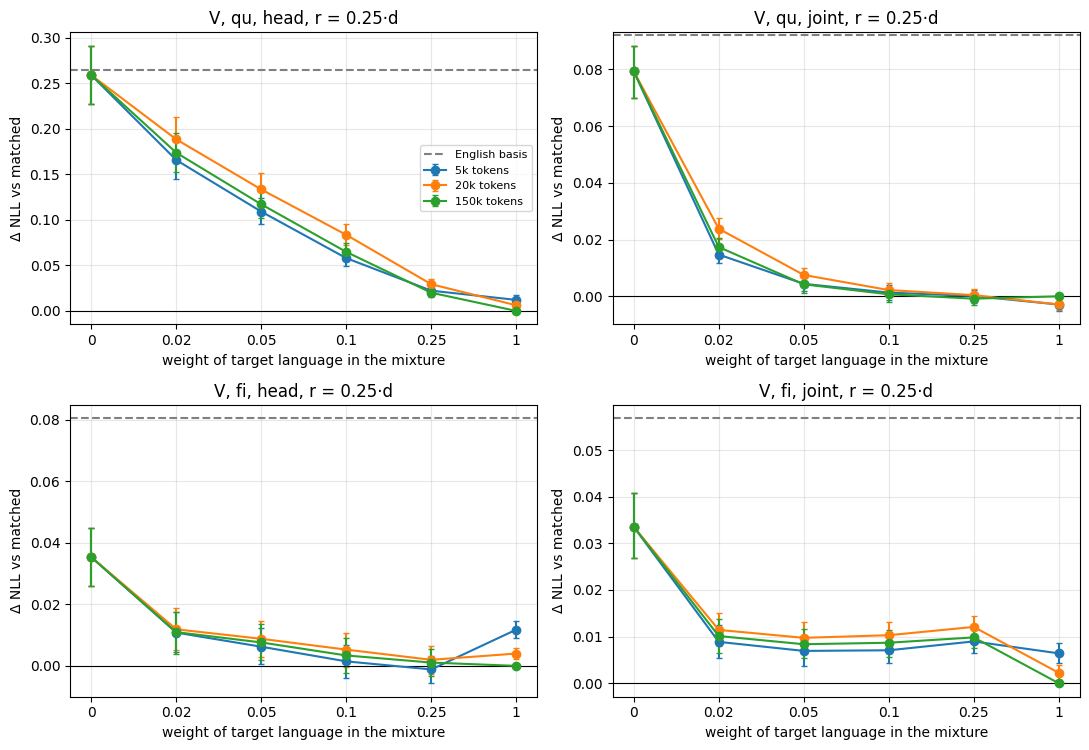 V, qu, head, r = 0.25·d
Δ NLL vs matched
0.30
0.25
0.20
0.15
0.10
0.05
0.00
English basis
5k tokens
20k tokens
150k tokens
0 0.02 0.05 0.1 0.25 1
weight of target language in the mixture
V, qu, joint, r = 0.25·d
Δ NLL vs matched
0.08
0.06
0.04
0.02
0.00
0 0.02 0.05 0.1 0.25 1
weight of target language in the mixture
V, fi, head, r = 0.25·d
Δ NLL vs matched
0.08
0.06
0.04
0.02
0.00
0 0.02 0.05 0.1 0.25 1
weight of target language in the mixture
V, fi, joint, r = 0.25·d
Δ NLL vs matched
0.05
0.04
0.03
0.02
0.01
0.00
0 0.02 0.05 0.1 0.25 1
weight of target language in the mixture